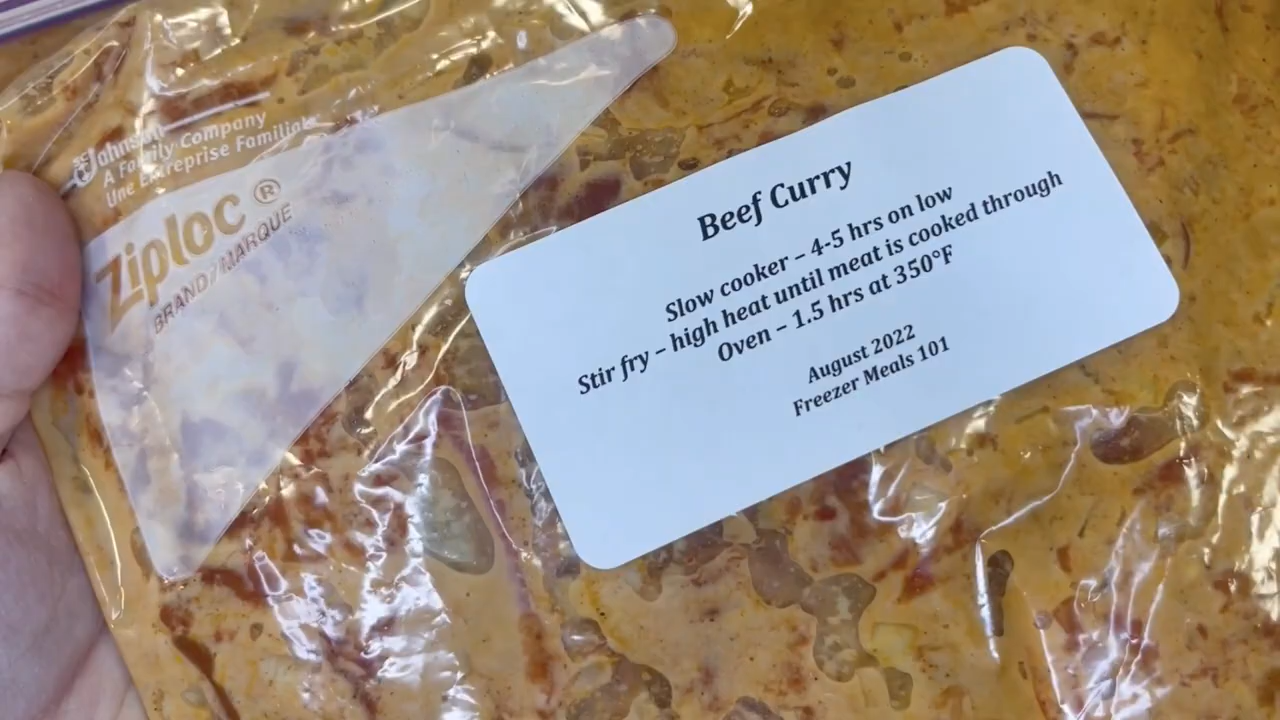 Johnson
A Family Company
Une Entreprise Familiale
Ziploc®
BRAND/MARQUE
Beef Curry
Slow cooker – 4-5 hrs on low
Stir fry – high heat until meat is cooked through
Oven – 1.5 hrs at 350°F
August 2022
Freezer Meals 101